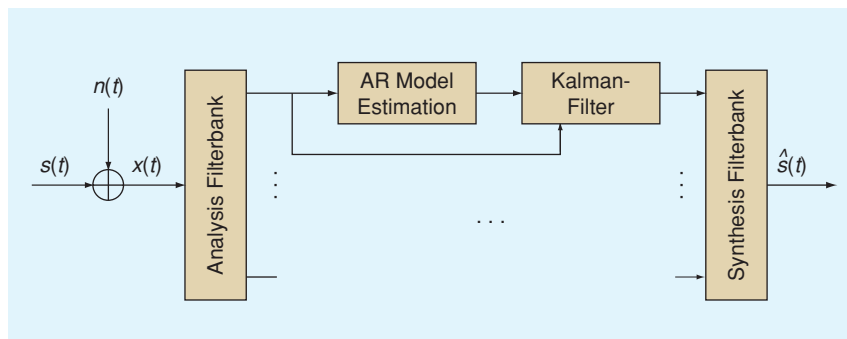 n(t)
s(t)
x(t)
Analysis Filterbank
AR Model
Estimation
Kalman-
Filter
. . .
. . .
. . .
Synthesis Filterbank
ŝ(t)